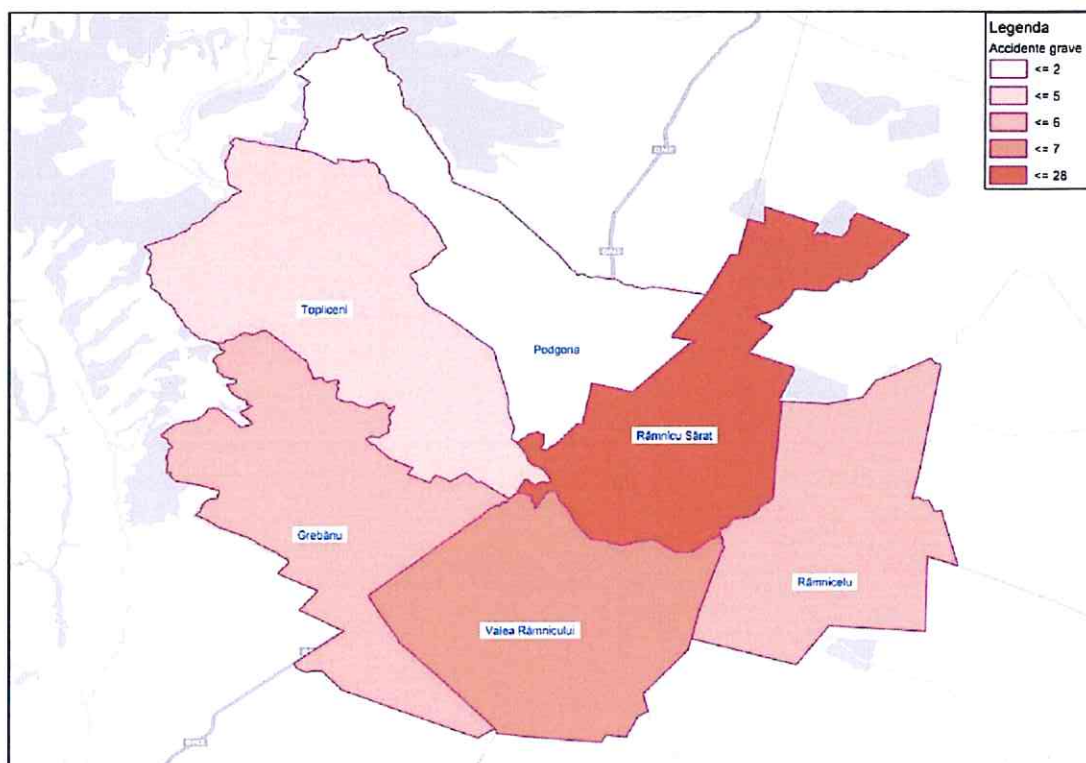 Legenda
Accidente grave
<= 2
<= 5
<= 6
<= 7
<= 28
Topliceni
Podgoria
Râmnicu Sărat
Grebănu
Râmnicelu
Valea Râmnicului